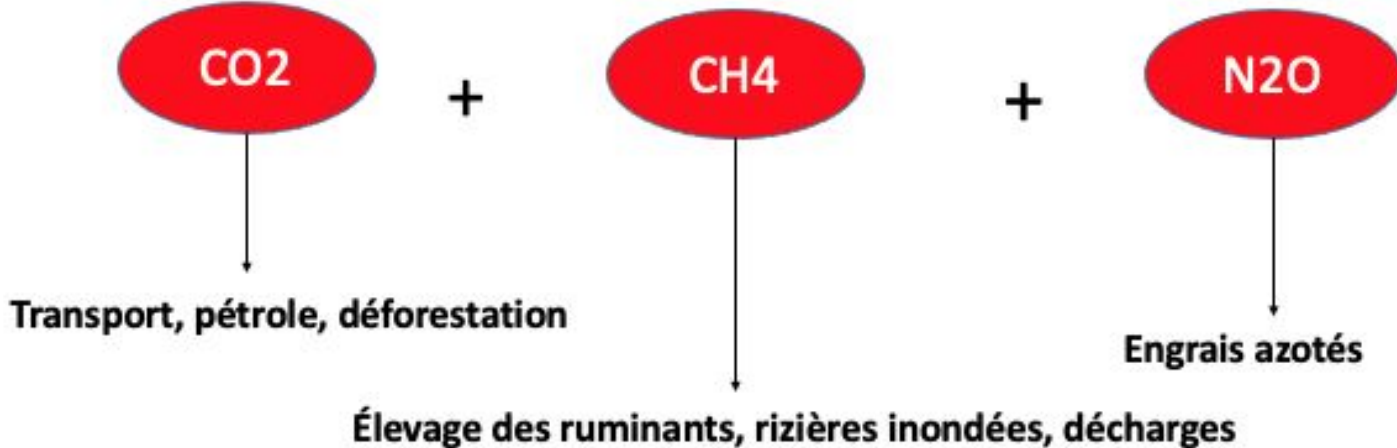 CO2 + CH4 + N2O
Transport, pétrole, déforestation
Engrais azotés
Élevage des ruminants, rizières inondées, décharges